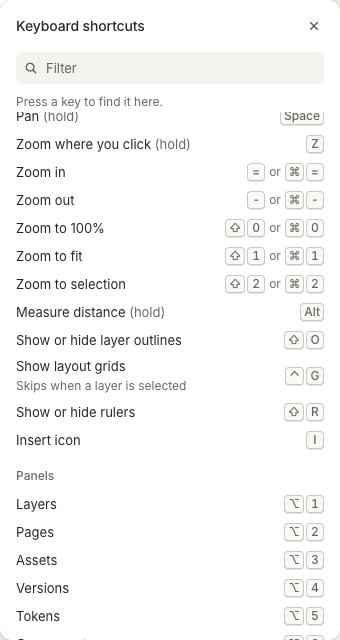 Keyboard shortcuts ✕
Filter
Press a key to find it here.
Pan (hold) Space
Zoom where you click (hold) Z
Zoom in = or ⌘ =
Zoom out - or ⌘ -
Zoom to 100% ⇧ 0 or ⌘ 0
Zoom to fit ⇧ 1 or ⌘ 1
Zoom to selection ⇧ 2 or ⌘ 2
Measure distance (hold) Alt
Show or hide layer outlines ⇧ O
Show layout grids ^ G
Skips when a layer is selected
Show or hide rulers ⇧ R
Insert icon I
Panels
Layers ⌥ 1
Pages ⌥ 2
Assets ⌥ 3
Versions ⌥ 4
Tokens ⌥ 5